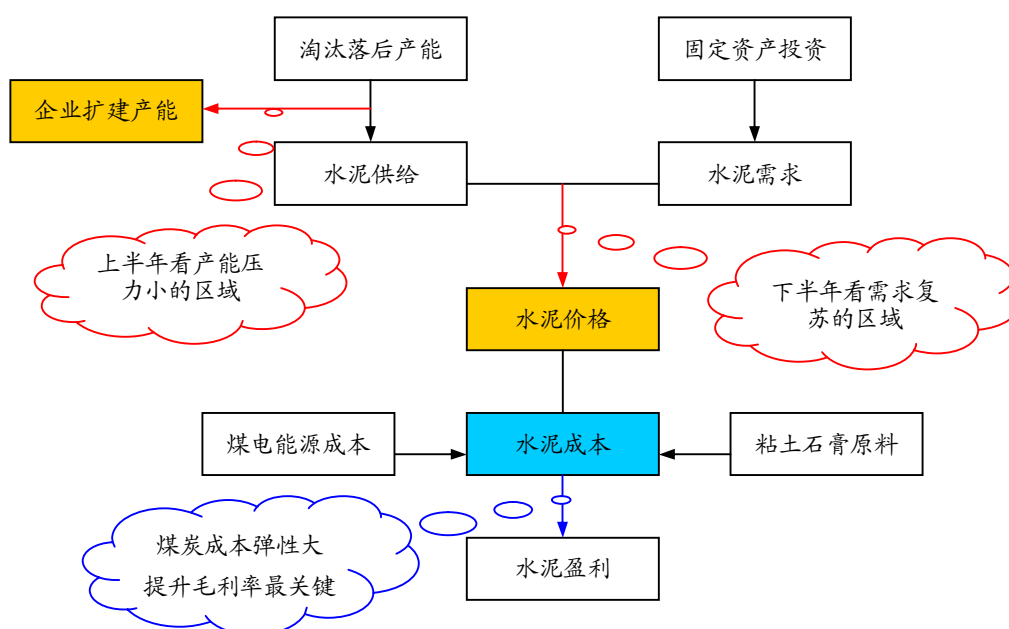 淘汰落后产能
固定资产投资
企业扩建产能
水泥供给
水泥需求
上半年看产能压
力小的区域
下半年看需求复
苏的区域
水泥价格
煤电能源成本
水泥成本
粘土石膏原料
煤炭成本弹性大
提升毛利率最关键
水泥盈利